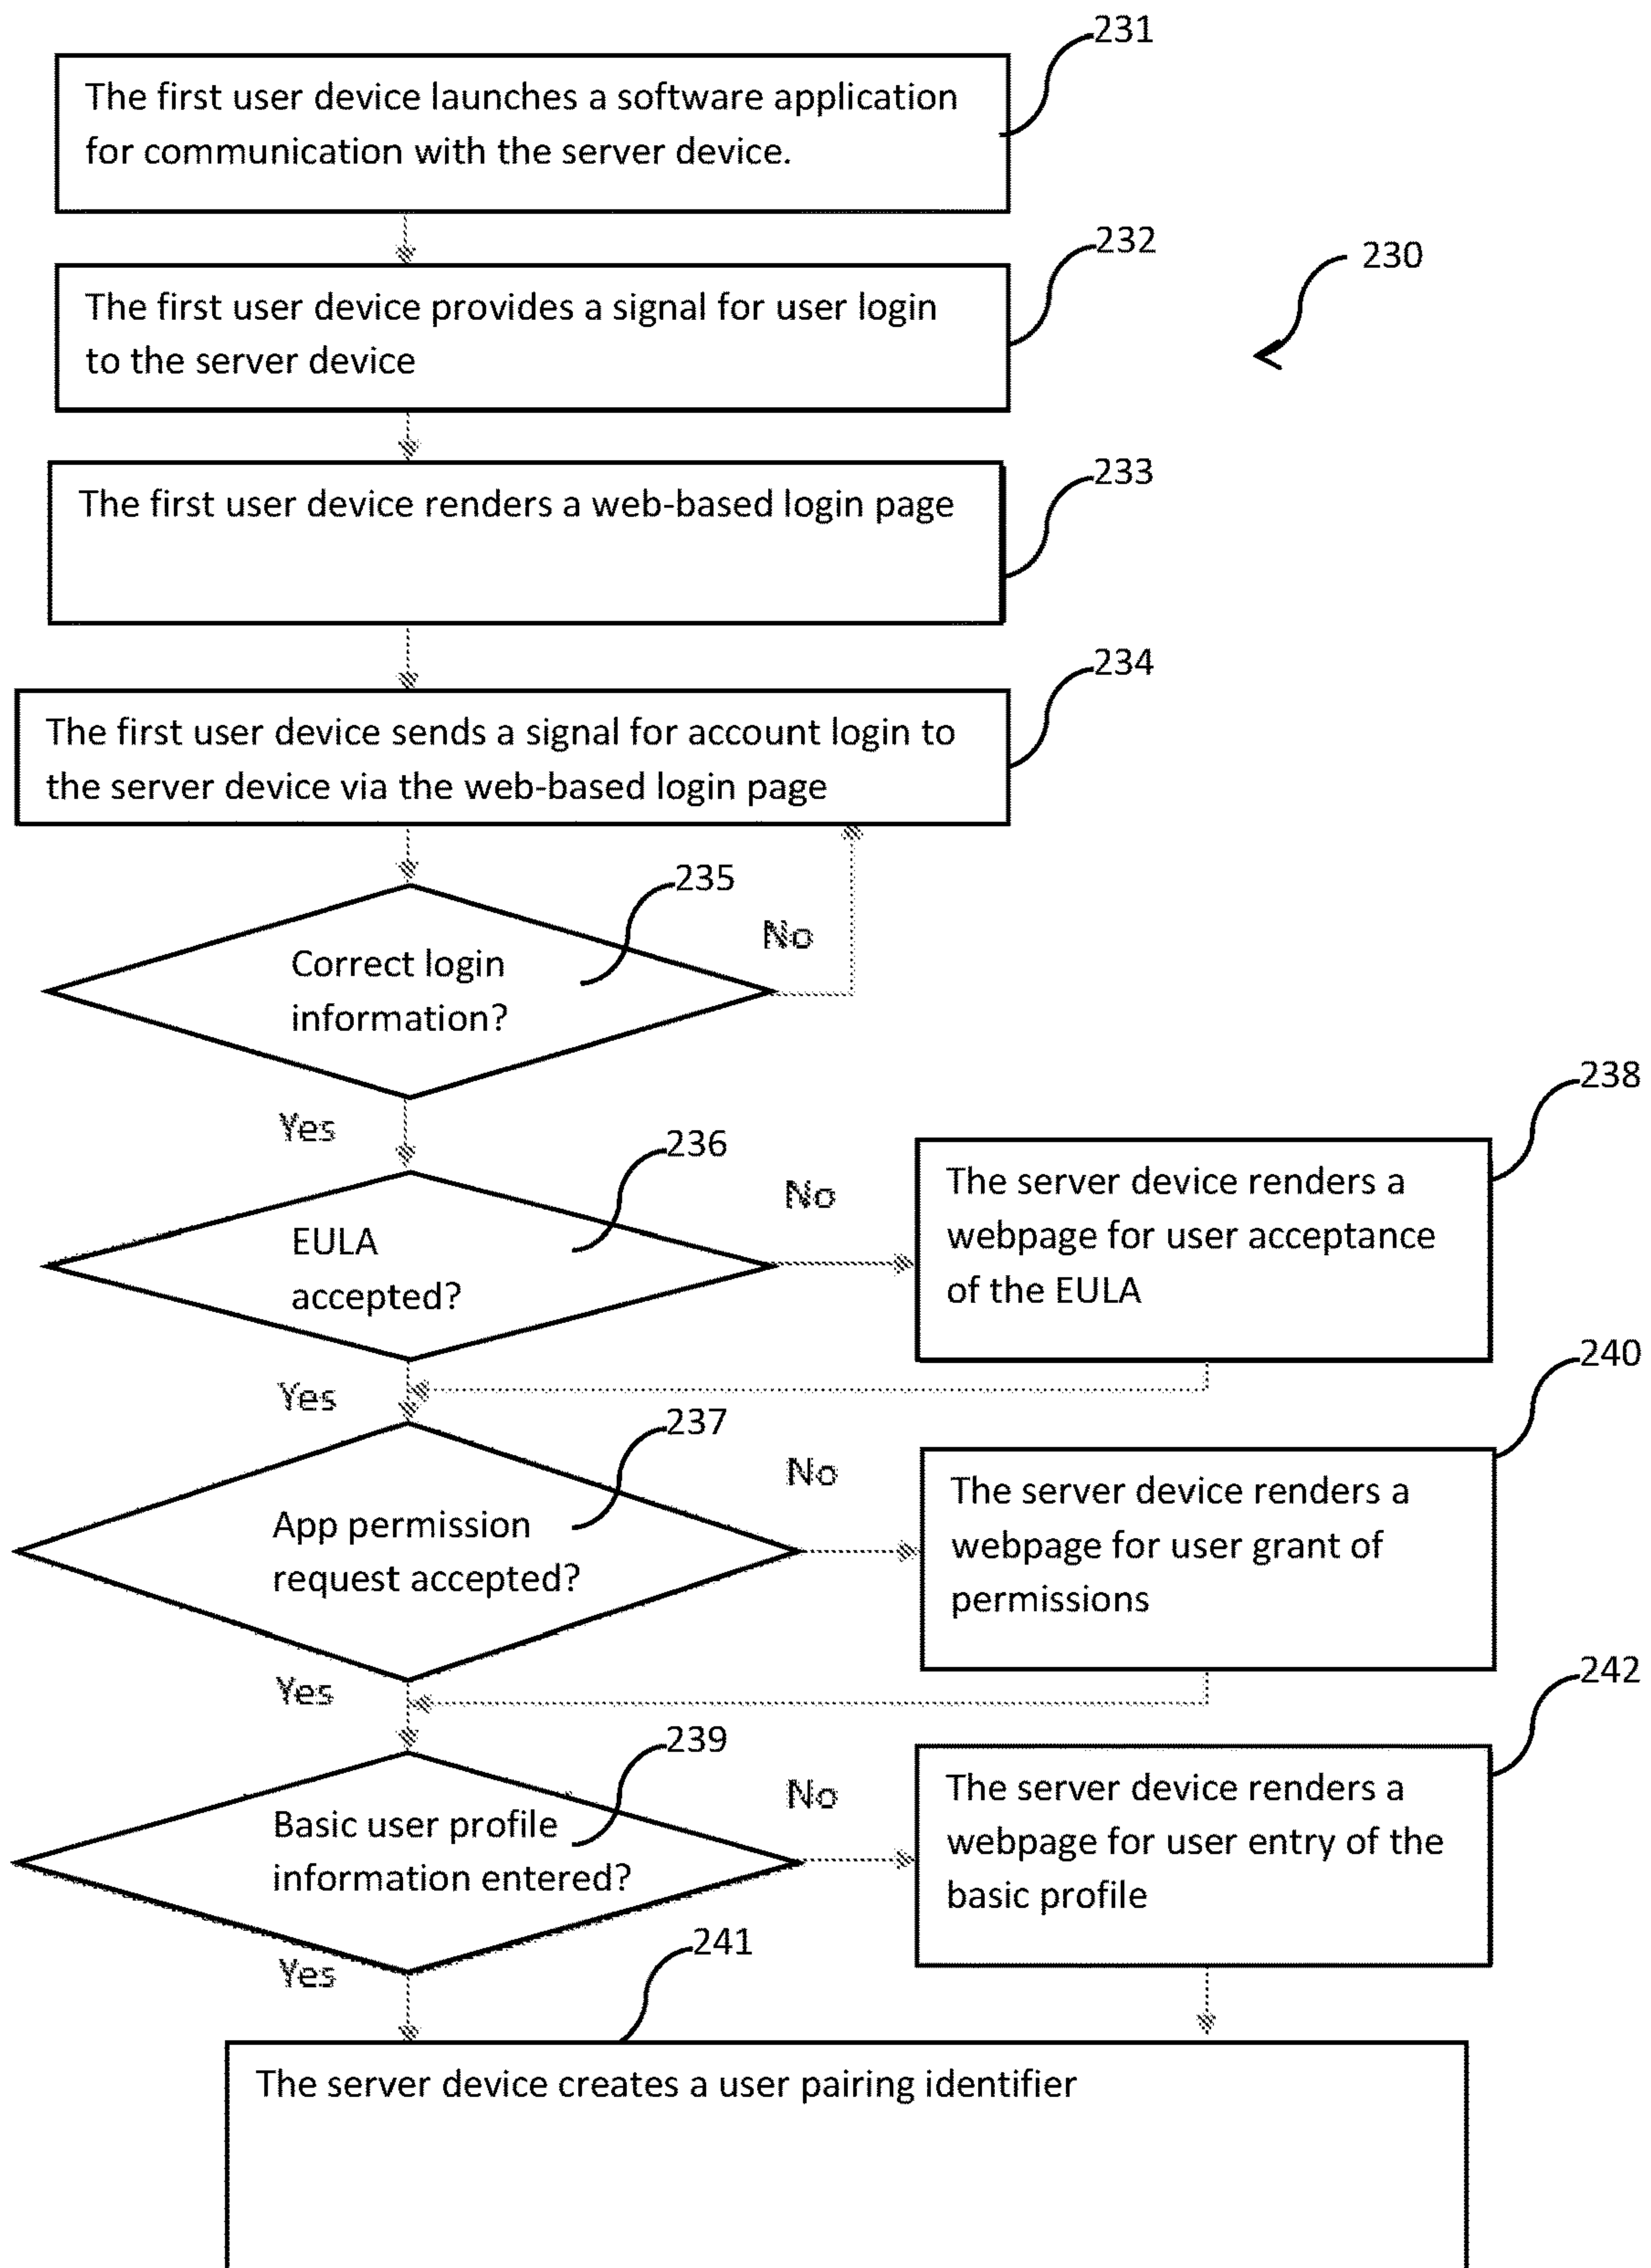 231
The first user device launches a software application
for communication with the server device.
232
230
The first user device provides a signal for user login
to the server device
233
The first user device renders a web-based login page
234
The first user device sends a signal for account login to
the server device via the web-based login page
235
No
Correct login
information?
238
Yes
236
No
The server device renders a
webpage for user acceptance
of the EULA
EULA
accepted?
240
Yes
237
No
The server device renders a
webpage for user grant of
permissions
App permission
request accepted?
242
Yes
239
No
The server device renders a
webpage for user entry of the
basic profile
Basic user profile
information entered?
241
Yes
The server device creates a user pairing identifier